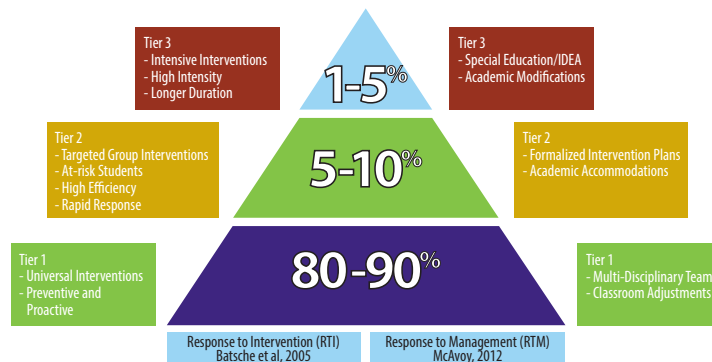 Tier 3
- Intensive Interventions
- High Intensity
- Longer Duration
1-5%
Tier 3
- Special Education/IDEA
- Academic Modifications
Tier 2
- Targeted Group Interventions
- At-risk Students
- High Efficiency
- Rapid Response
5-10%
Tier 2
- Formalized Intervention Plans
- Academic Accommodations
Tier 1
- Universal Interventions
- Preventive and
Proactive
80-90%
Tier 1
- Multi-Disciplinary Team
- Classroom Adjustments
Response to Intervention (RTI)
Batsche et al, 2005
Response to Management (RTM)
McAvoy, 2012